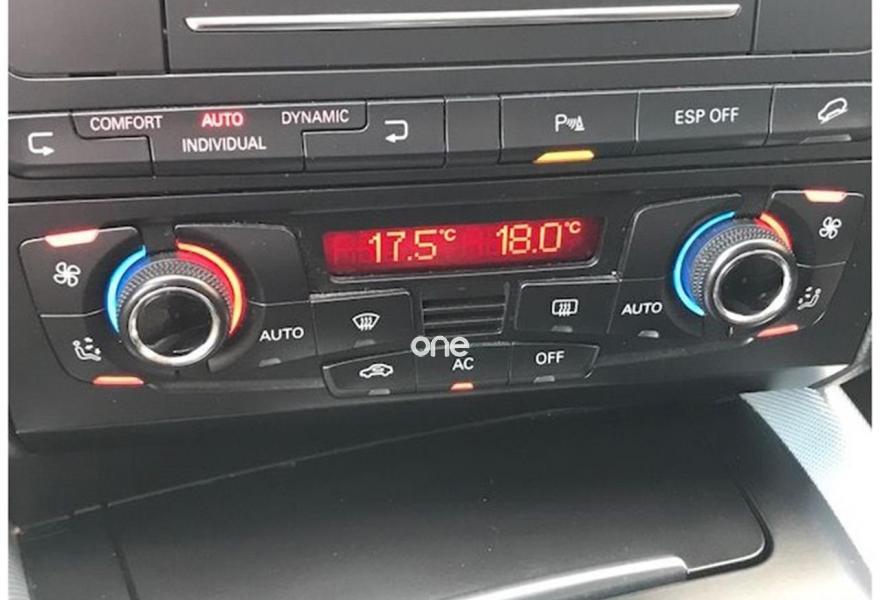 COMFORT AUTO DYNAMIC
INDIVIDUAL
P
ESP OFF
17.5°C 18.0°C
AUTO
AUTO
one
AC
OFF